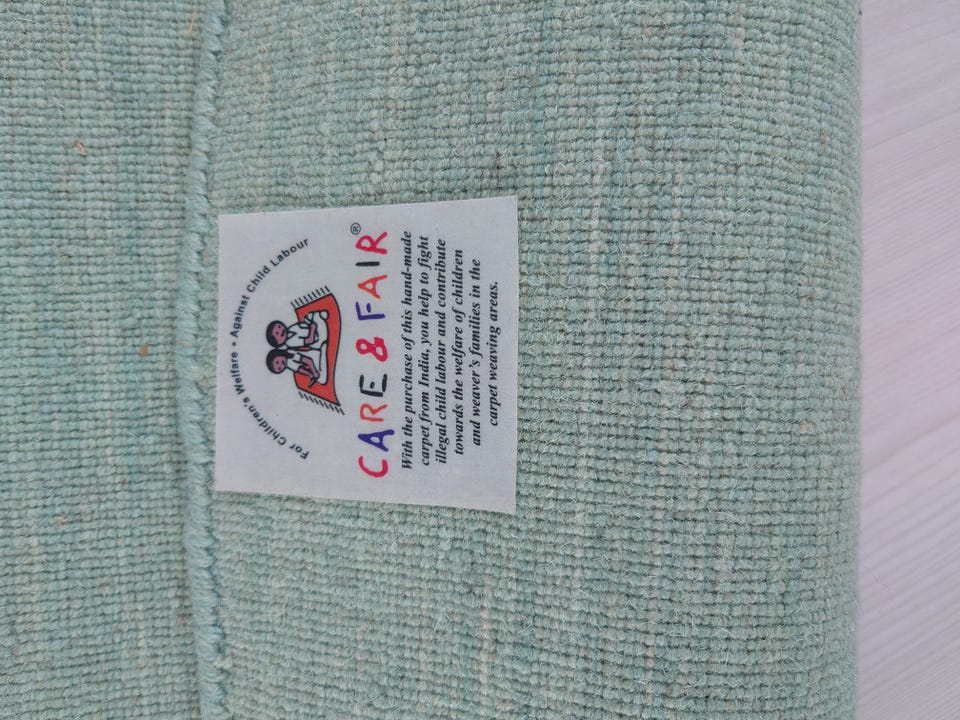 For Children's Welfare • Against Child Labour
CARE & FAIR®
With the purchase of this hand-made
carpet from India, you help to fight
illegal child labour and contribute
towards the welfare of children
and weaver's families in the
carpet weaving areas.